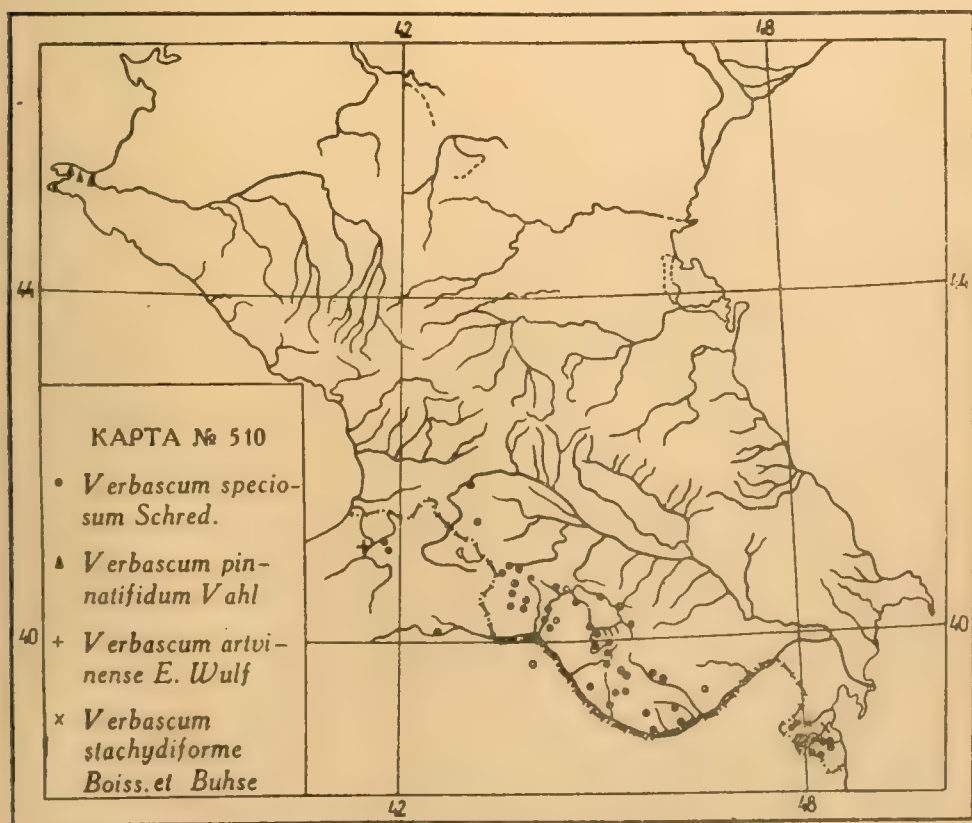 42 48
44 44
КАРТА № 510
• Verbascum specio-
sum Schred.
▲ Verbascum pin-
natifidum Vahl
40 + Verbascum artvi- 40
nense E. Wulf
× Verbascum
stachydiforme
Boiss. et Buhse
42 48